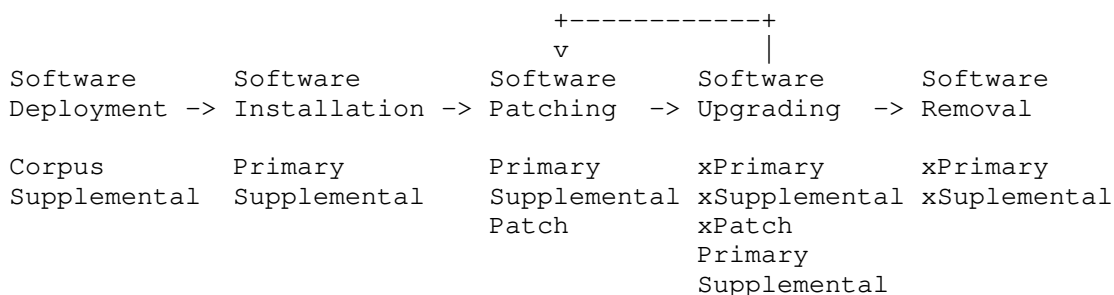 +------------+
v            |
Software      Software        Software     Software      Software
Deployment -> Installation -> Patching  -> Upgrading  -> Removal
Corpus        Primary         Primary      xPrimary      xPrimary
Supplemental  Supplemental    Supplemental xSupplemental xSuplemental
Patch        xPatch
Primary
Supplemental